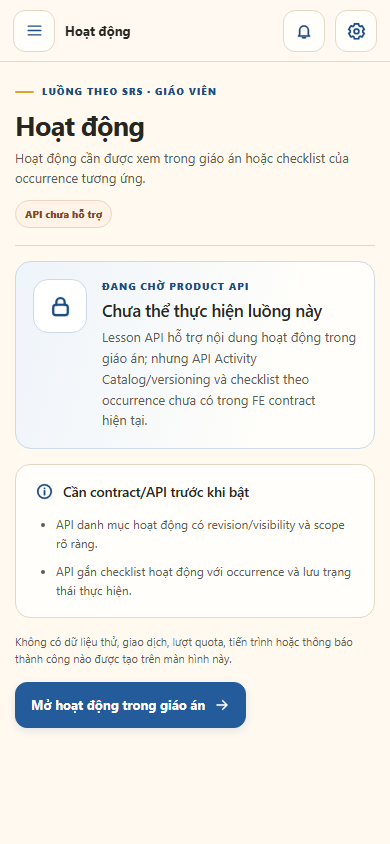 Hoạt động
LUỒNG THEO SRS · GIÁO VIÊN
Hoạt động
Hoạt động cần được xem trong giáo án hoặc checklist của
occurrence tương ứng.
API chưa hỗ trợ
ĐANG CHỜ PRODUCT API
Chưa thể thực hiện luồng này
Lesson API hỗ trợ nội dung hoạt động trong
giáo án; nhưng API Activity
Catalog/versioning và checklist theo
occurrence chưa có trong FE contract
hiện tại.
Cần contract/API trước khi bật
• API danh mục hoạt động có revision/visibility và scope
rõ ràng.
• API gắn checklist hoạt động với occurrence và lưu trạng
thái thực hiện.
Không có dữ liệu thử, giao dịch, lượt quota, tiến trình hoặc thông báo
thành công nào được tạo trên màn hình này.
Mở hoạt động trong giáo án